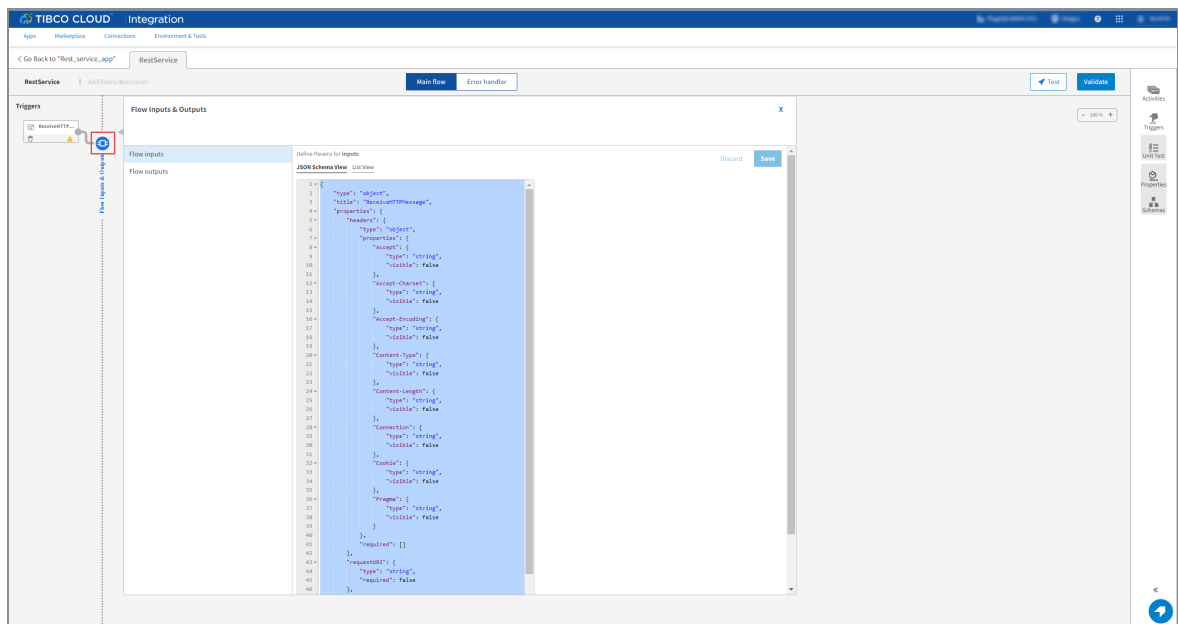 TIBCO CLOUD Integration
Apps Marketplace Connections Environment & Tools
< Go Back to "Rest_service_app" RestService
RestService | Add flow's description Main flow Error handler Test Validate
Triggers
ReceiveHTTP...
Flow Inputs & Outputs
Flow Inputs & Outputs X
- 100% +
Activities
Triggers
Unit Test
Properties
Schemas
Flow inputs
Flow outputs
Define Params for inputs
Discard Save
JSON Schema View List View
1 {
2 "type": "object",
3 "title": "ReceiveHTTPMessage",
4 "properties": {
5 "headers": {
6 "type": "object",
7 "properties": {
8 "Accept": {
9 "type": "string",
10 "visible": false
11 },
12 "Accept-Charset": {
13 "type": "string",
14 "visible": false
15 },
16 "Accept-Encoding": {
17 "type": "string",
18 "visible": false
19 },
20 "Content-Type": {
21 "type": "string",
22 "visible": false
23 },
24 "Content-Length": {
25 "type": "string",
26 "visible": false
27 },
28 "Connection": {
29 "type": "string",
30 "visible": false
31 },
32 "Cookie": {
33 "type": "string",
34 "visible": false
35 },
36 "Pragma": {
37 "type": "string",
38 "visible": false
39 }
40 },
41 "required": []
42 },
43 "requestURI": {
44 "type": "string",
45 "required": false
46 },